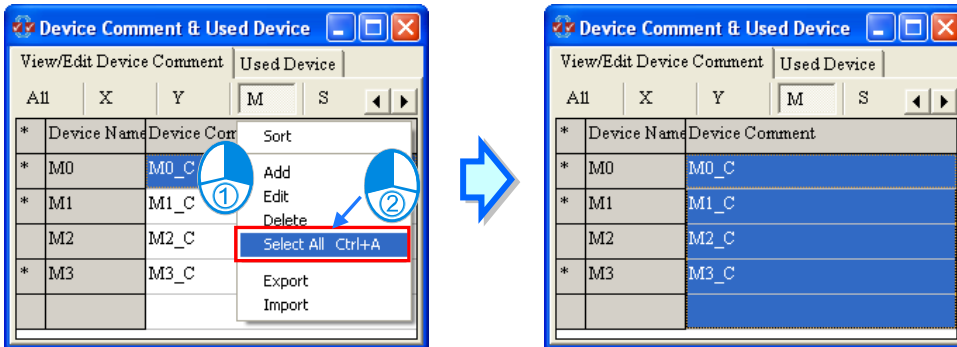 Device Comment & Used Device
View/Edit Device Comment Used Device
All X Y M S
* Device Name Device Com
* M0 M0_C
* M1 M1_C
M2 M2_C
* M3 M3_C
Sort
Add
Edit
Delete
Select All Ctrl+A
Export
Import
①
②
Device Comment & Used Device
View/Edit Device Comment Used Device
All X Y M S
* Device Name Device Comment
* M0 M0_C
* M1 M1_C
M2 M2_C
* M3 M3_C